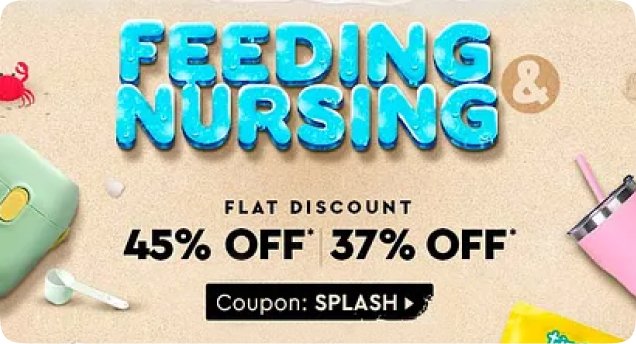 FEEDING &
NURSING
FLAT DISCOUNT
45% OFF* | 37% OFF*
Coupon: SPLASH